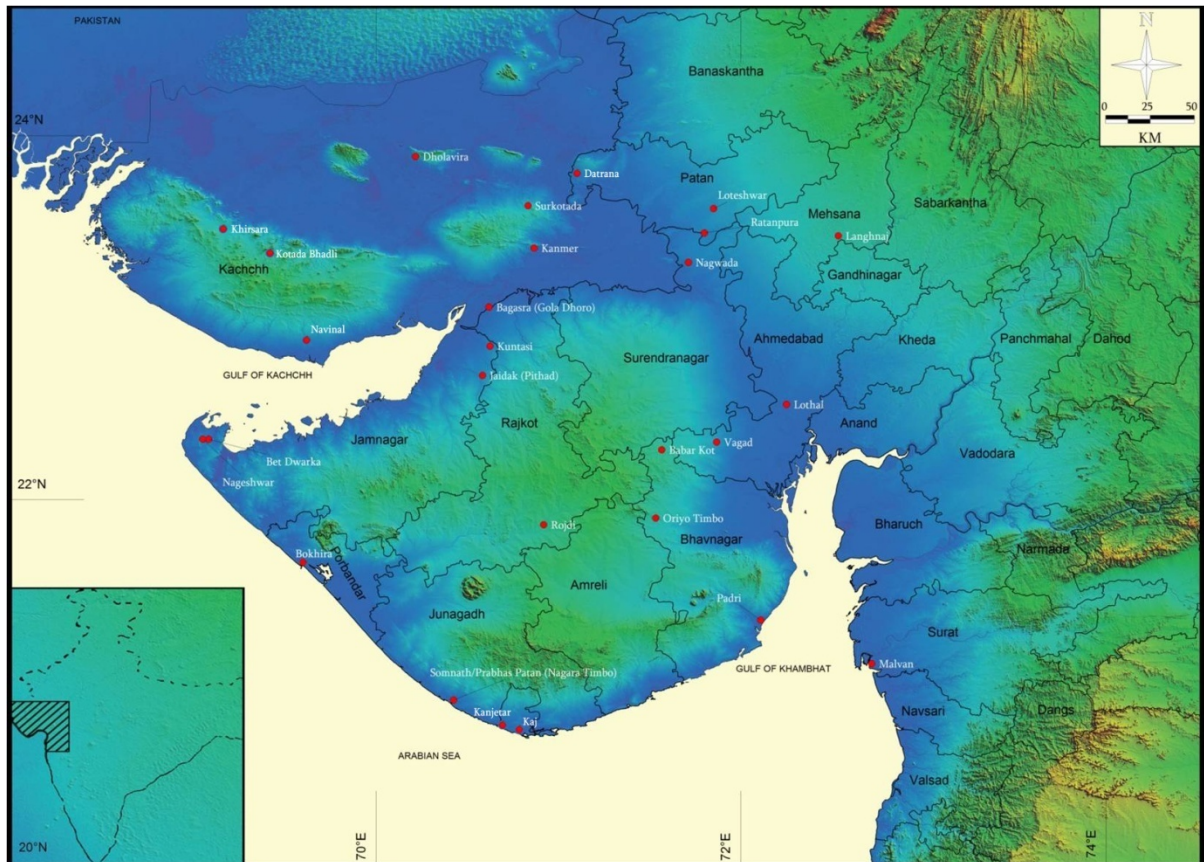 PAKISTAN
N
0 25 50
KM
Banaskantha
24°N
Dholavira
Datrana
Patan
Sabarkantha
Surkotada
Loteshwar
Mehsana
Khirsara
Ratanpura
Langhnaj
Kanmer
Kotada Bhadli
Kachchh
Nagwada
Gandhinagar
Bagasra (Gola Dhoro)
Navinal
Ahmedabad
Kheda
Panchmahal
Dahod
Kuntasi
Surendranagar
GULF OF KACHCHH
Jaidak (Pithad)
Lothal
Rajkot
Anand
Jamnagar
Vagad
Babar Kot
Vadodara
Bet Dwarka
Nageshwar
22°N
Oriyo Timbo
Rojdi
Bharuch
Bhavnagar
Narmada
Bokhira
Porbandar
Amreli
Padri
Junagadh
Surat
Malvan
GULF OF KHAMBHAT
Somnath/Prabhas Patan (Nagara Timbo)
Kanjetar
Kaj
Navsari
Dangs
ARABIAN SEA
Valsad
20°N
70°E
72°E
74°E